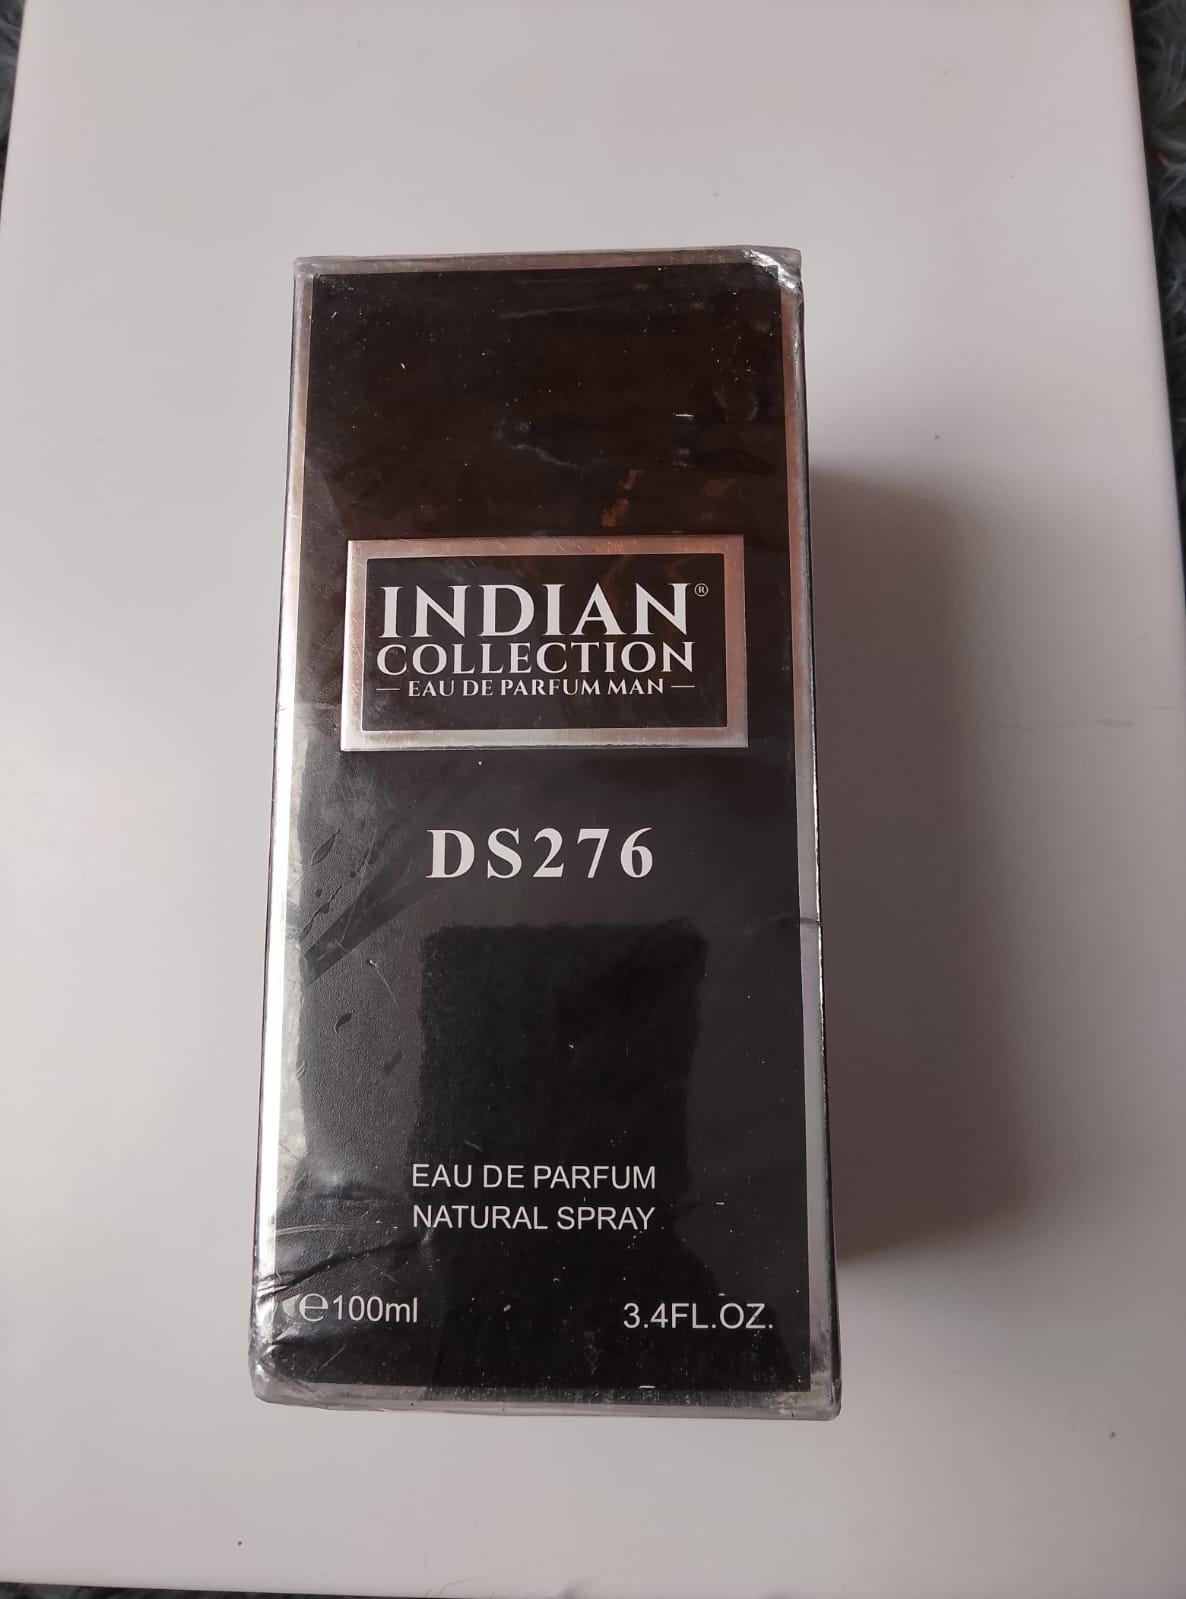 INDIAN®
COLLECTION
— EAU DE PARFUM MAN —
DS276
EAU DE PARFUM
NATURAL SPRAY
℮100ml 3.4FL.OZ.